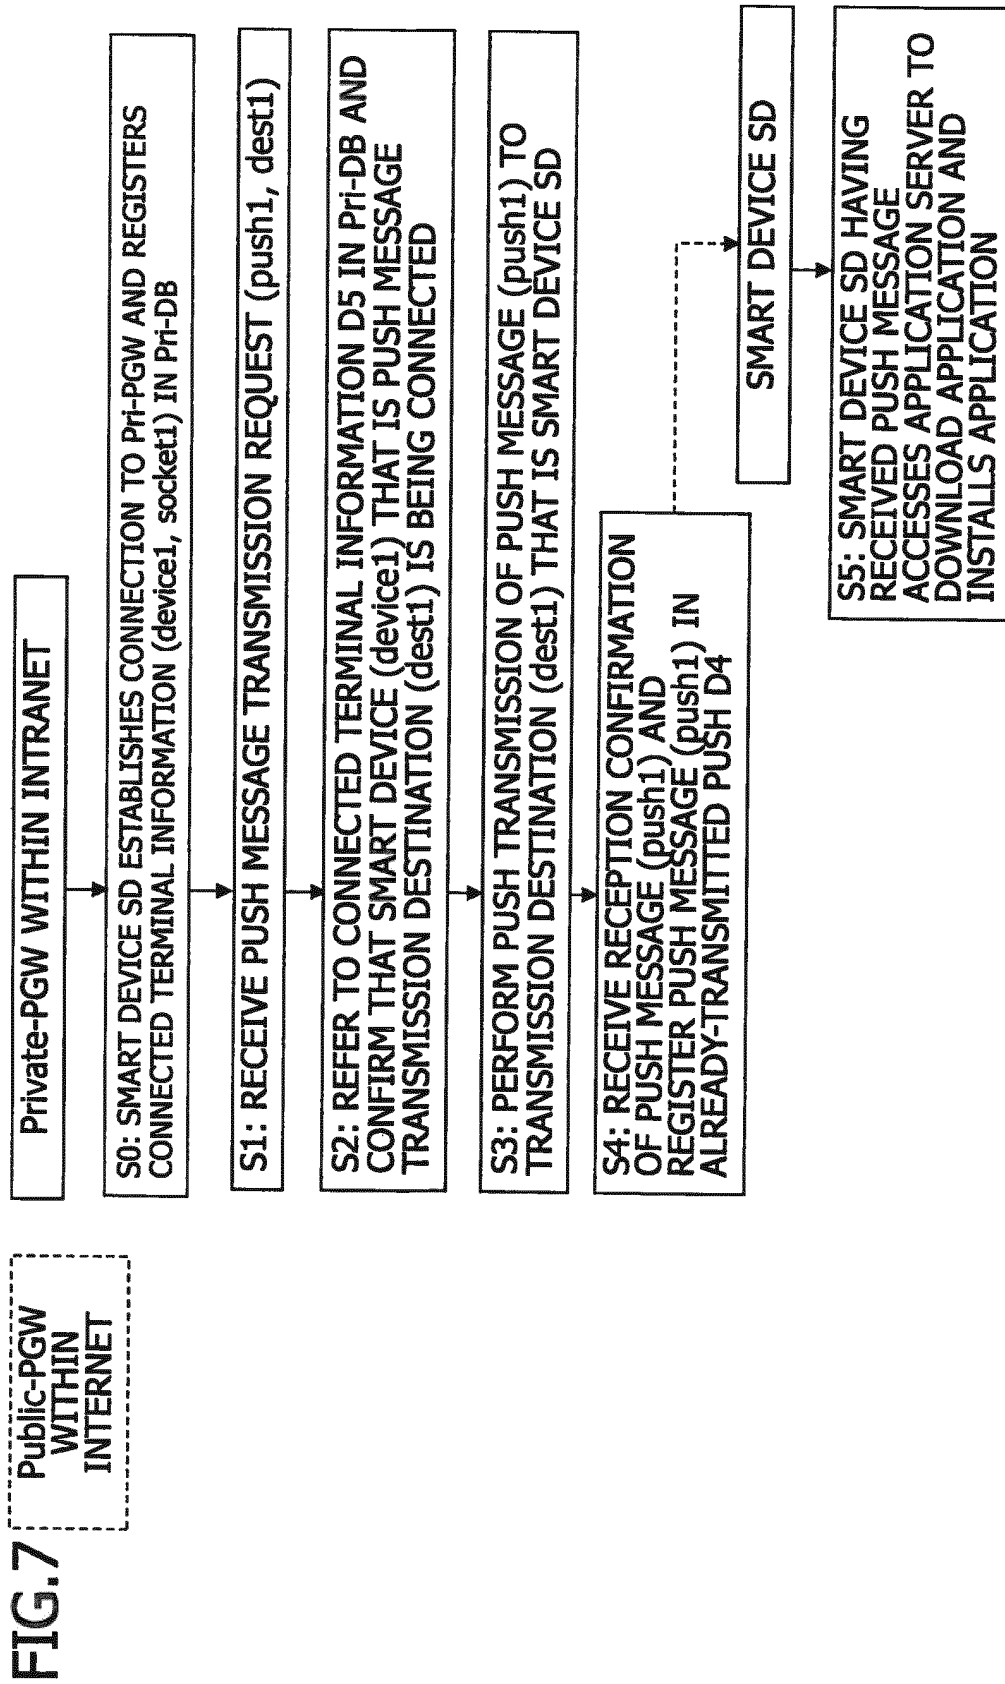 FIG.7
Public-PGW
WITHIN
INTERNET
Private-PGW WITHIN INTRANET
S0: SMART DEVICE SD ESTABLISHES CONNECTION TO Pri-PGW AND REGISTERS
CONNECTED TERMINAL INFORMATION (device1, socket1) IN Pri-DB
S1: RECEIVE PUSH MESSAGE TRANSMISSION REQUEST (push1, dest1)
S2: REFER TO CONNECTED TERMINAL INFORMATION D5 IN Pri-DB AND
CONFIRM THAT SMART DEVICE (device1) THAT IS PUSH MESSAGE
TRANSMISSION DESTINATION (dest1) IS BEING CONNECTED
S3: PERFORM PUSH TRANSMISSION OF PUSH MESSAGE (push1) TO
TRANSMISSION DESTINATION (dest1) THAT IS SMART DEVICE SD
S4: RECEIVE RECEPTION CONFIRMATION
OF PUSH MESSAGE (push1) AND
REGISTER PUSH MESSAGE (push1) IN
ALREADY-TRANSMITTED PUSH D4
SMART DEVICE SD
S5: SMART DEVICE SD HAVING
RECEIVED PUSH MESSAGE
ACCESSES APPLICATION SERVER TO
DOWNLOAD APPLICATION AND
INSTALLS APPLICATION